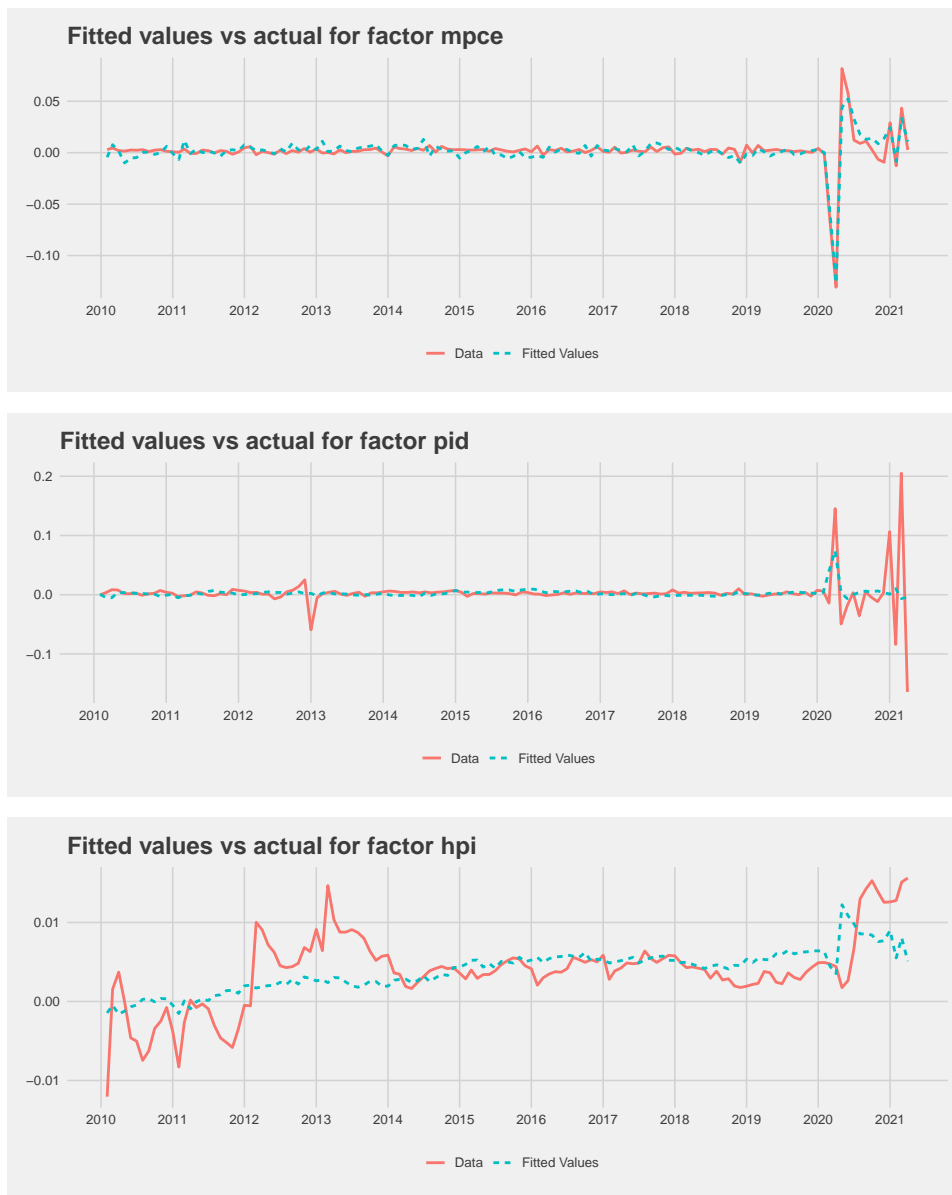 Fitted values vs actual for factor mpce
0.05
0.00
−0.05
−0.10
2010 2011 2012 2013 2014 2015 2016 2017 2018 2019 2020 2021
Data Fitted Values
Fitted values vs actual for factor pid
0.2
0.1
0.0
−0.1
2010 2011 2012 2013 2014 2015 2016 2017 2018 2019 2020 2021
Data Fitted Values
Fitted values vs actual for factor hpi
0.01
0.00
−0.01
2010 2011 2012 2013 2014 2015 2016 2017 2018 2019 2020 2021
Data Fitted Values